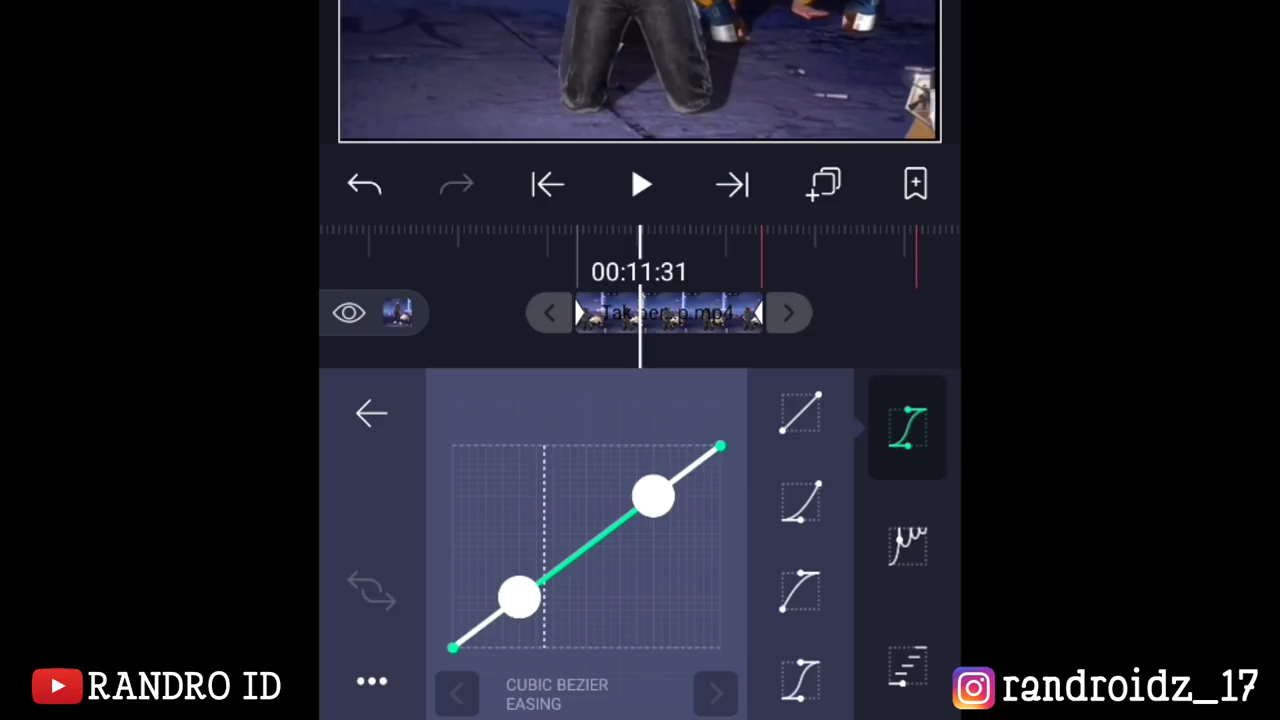 00:11:31
CUBIC BEZIER
EASING
RANDRO ID
randroidz_17